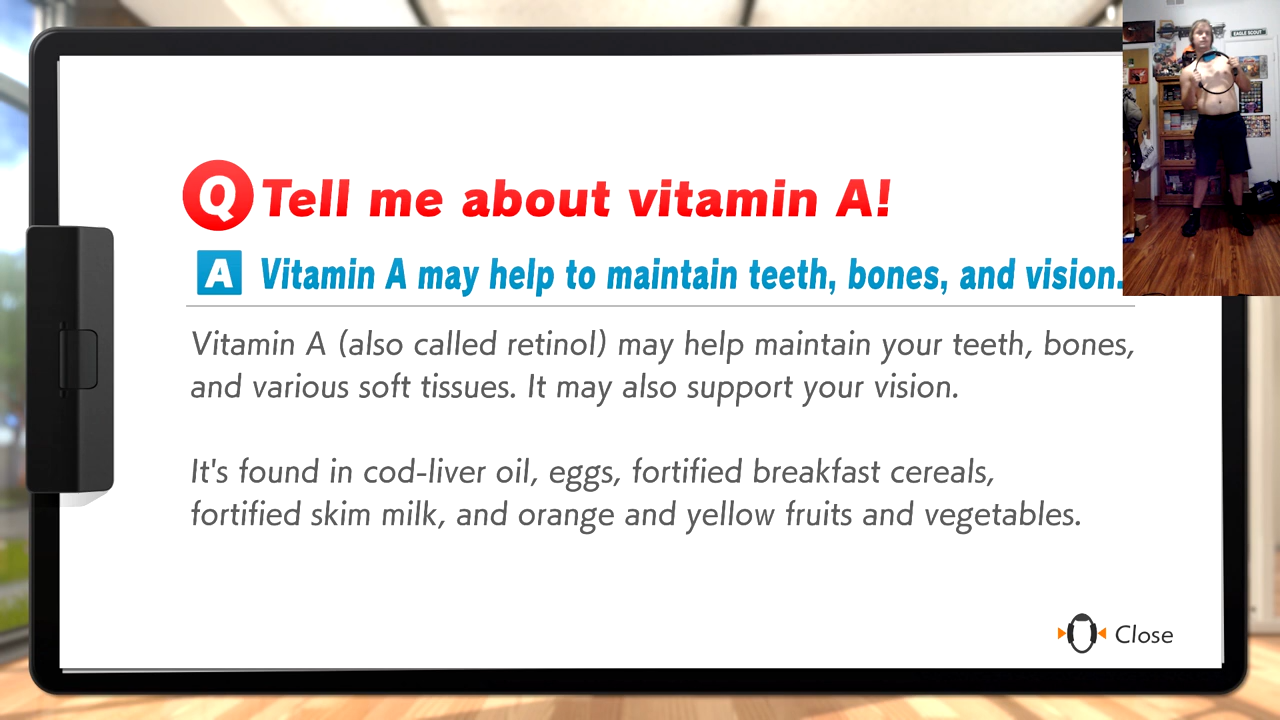 Q Tell me about vitamin A!
A Vitamin A may help to maintain teeth, bones, and vision.
Vitamin A (also called retinol) may help maintain your teeth, bones,
and various soft tissues. It may also support your vision.
It's found in cod-liver oil, eggs, fortified breakfast cereals,
fortified skim milk, and orange and yellow fruits and vegetables.
Close
EAGLE SCOUT